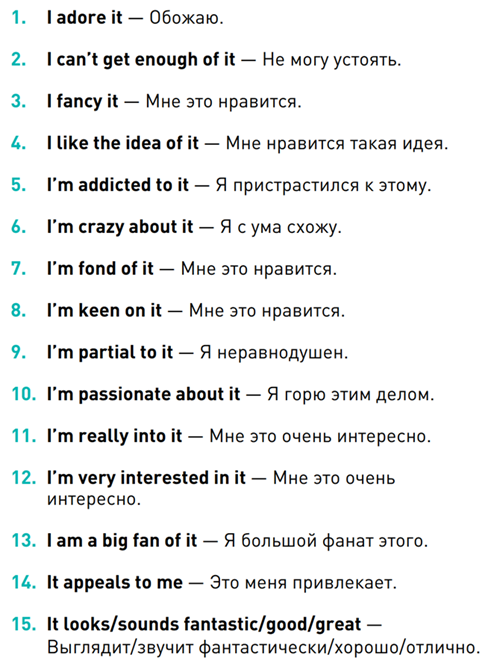 1. I adore it — Обожаю.
2. I can’t get enough of it — Не могу устоять.
3. I fancy it — Мне это нравится.
4. I like the idea of it — Мне нравится такая идея.
5. I’m addicted to it — Я пристрастился к этому.
6. I’m crazy about it — Я с ума схожу.
7. I’m fond of it — Мне это нравится.
8. I’m keen on it — Мне это нравится.
9. I’m partial to it — Я неравнодушен.
10. I’m passionate about it — Я горю этим делом.
11. I’m really into it — Мне это очень интересно.
12. I’m very interested in it — Мне это очень
интересно.
13. I am a big fan of it — Я большой фанат этого.
14. It appeals to me — Это меня привлекает.
15. It looks/sounds fantastic/good/great —
Выглядит/звучит фантастически/хорошо/отлично.